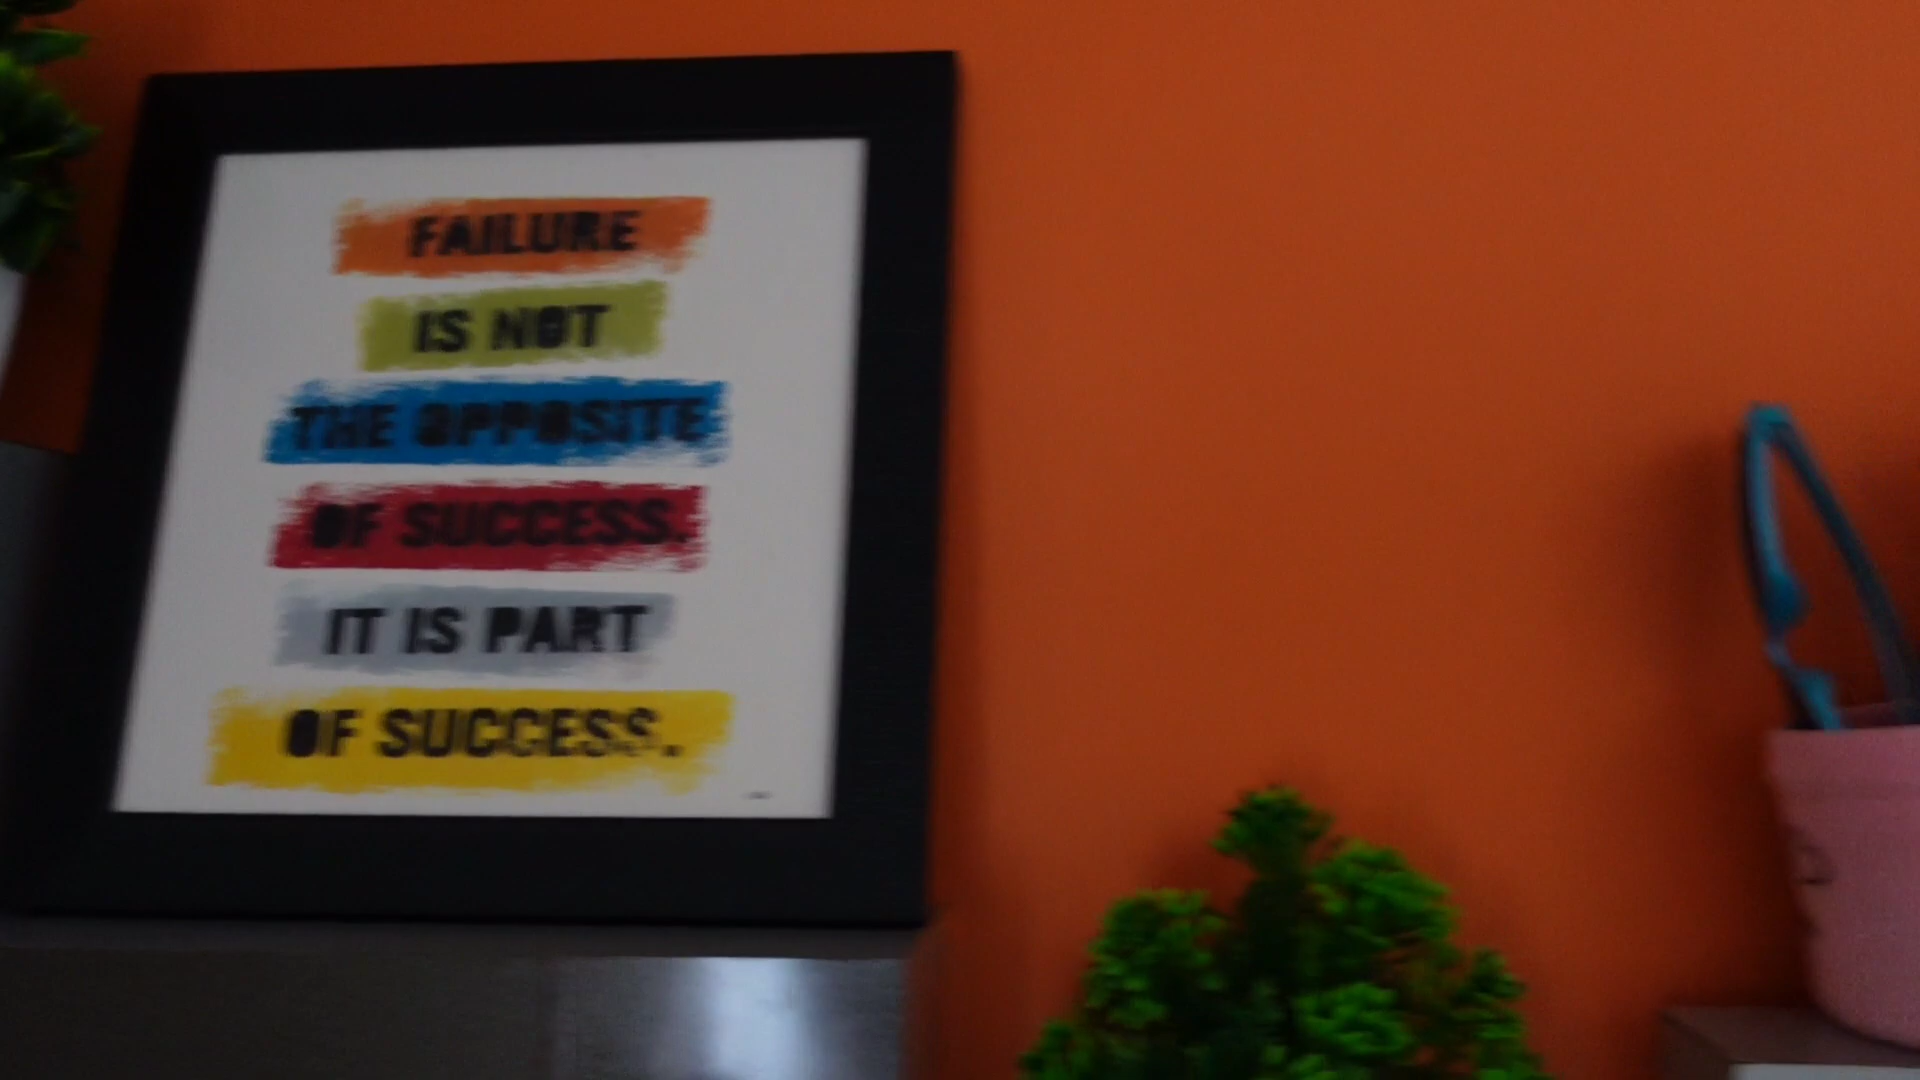 FAILURE
IS NOT
THE OPPOSITE
OF SUCCESS.
IT IS PART
OF SUCCESS.